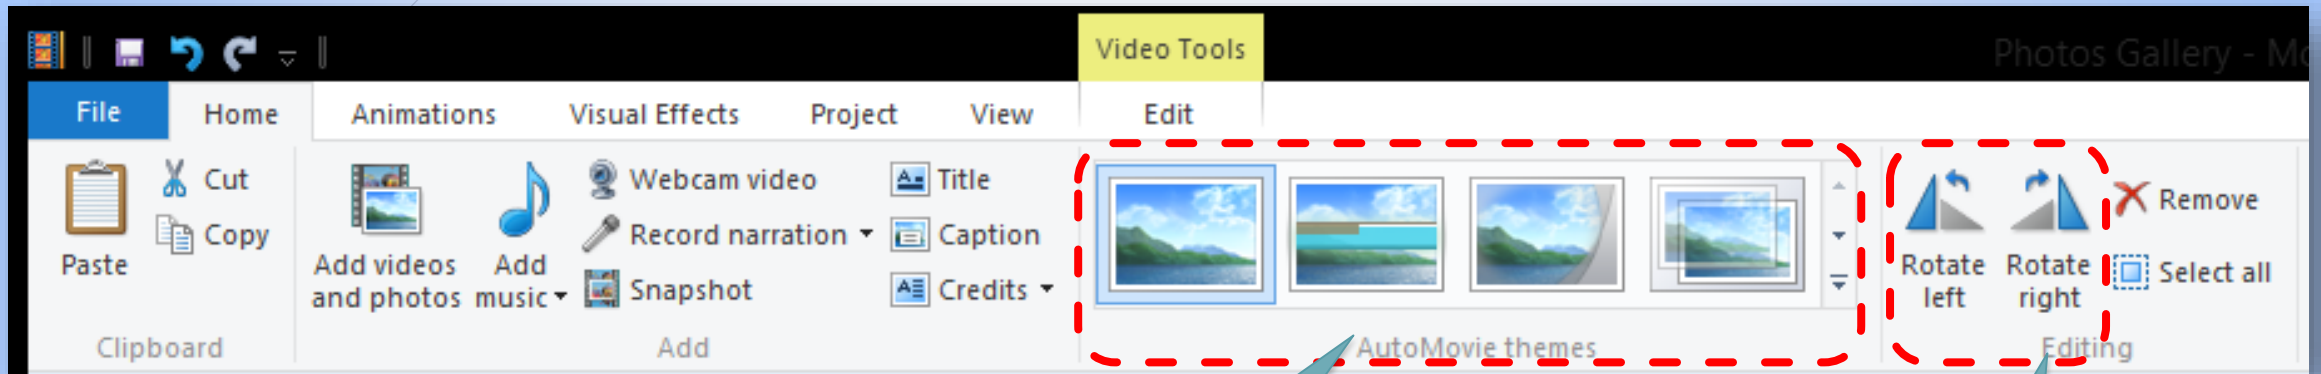 Video Tools
Photos Gallery - Mo
File Home Animations Visual Effects Project View Edit
Paste
Cut
Copy
Clipboard
Add videos
and photos
Add
music
Webcam video
Record narration
Snapshot
Title
Caption
Credits
Add
AutoMovie themes
Rotate
left
Rotate
right
Remove
Select all
Editing